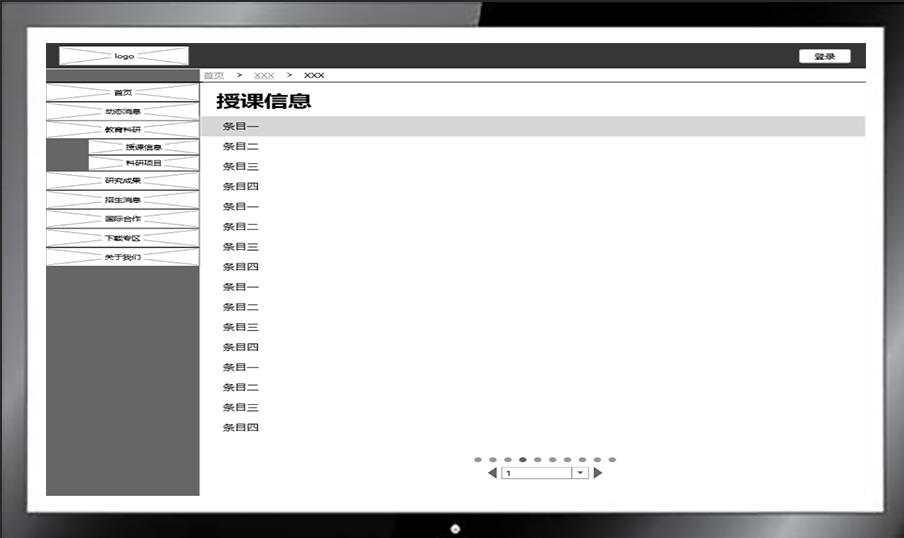 logo
登录
首页 > XXX > XXX
首页
动态消息
教育科研
授课信息
科研项目
研究成果
招生消息
国际合作
下载专区
关于我们
授课信息
条目一
条目二
条目三
条目四
条目一
条目二
条目三
条目四
条目一
条目二
条目三
条目四
条目一
条目二
条目三
条目四
1